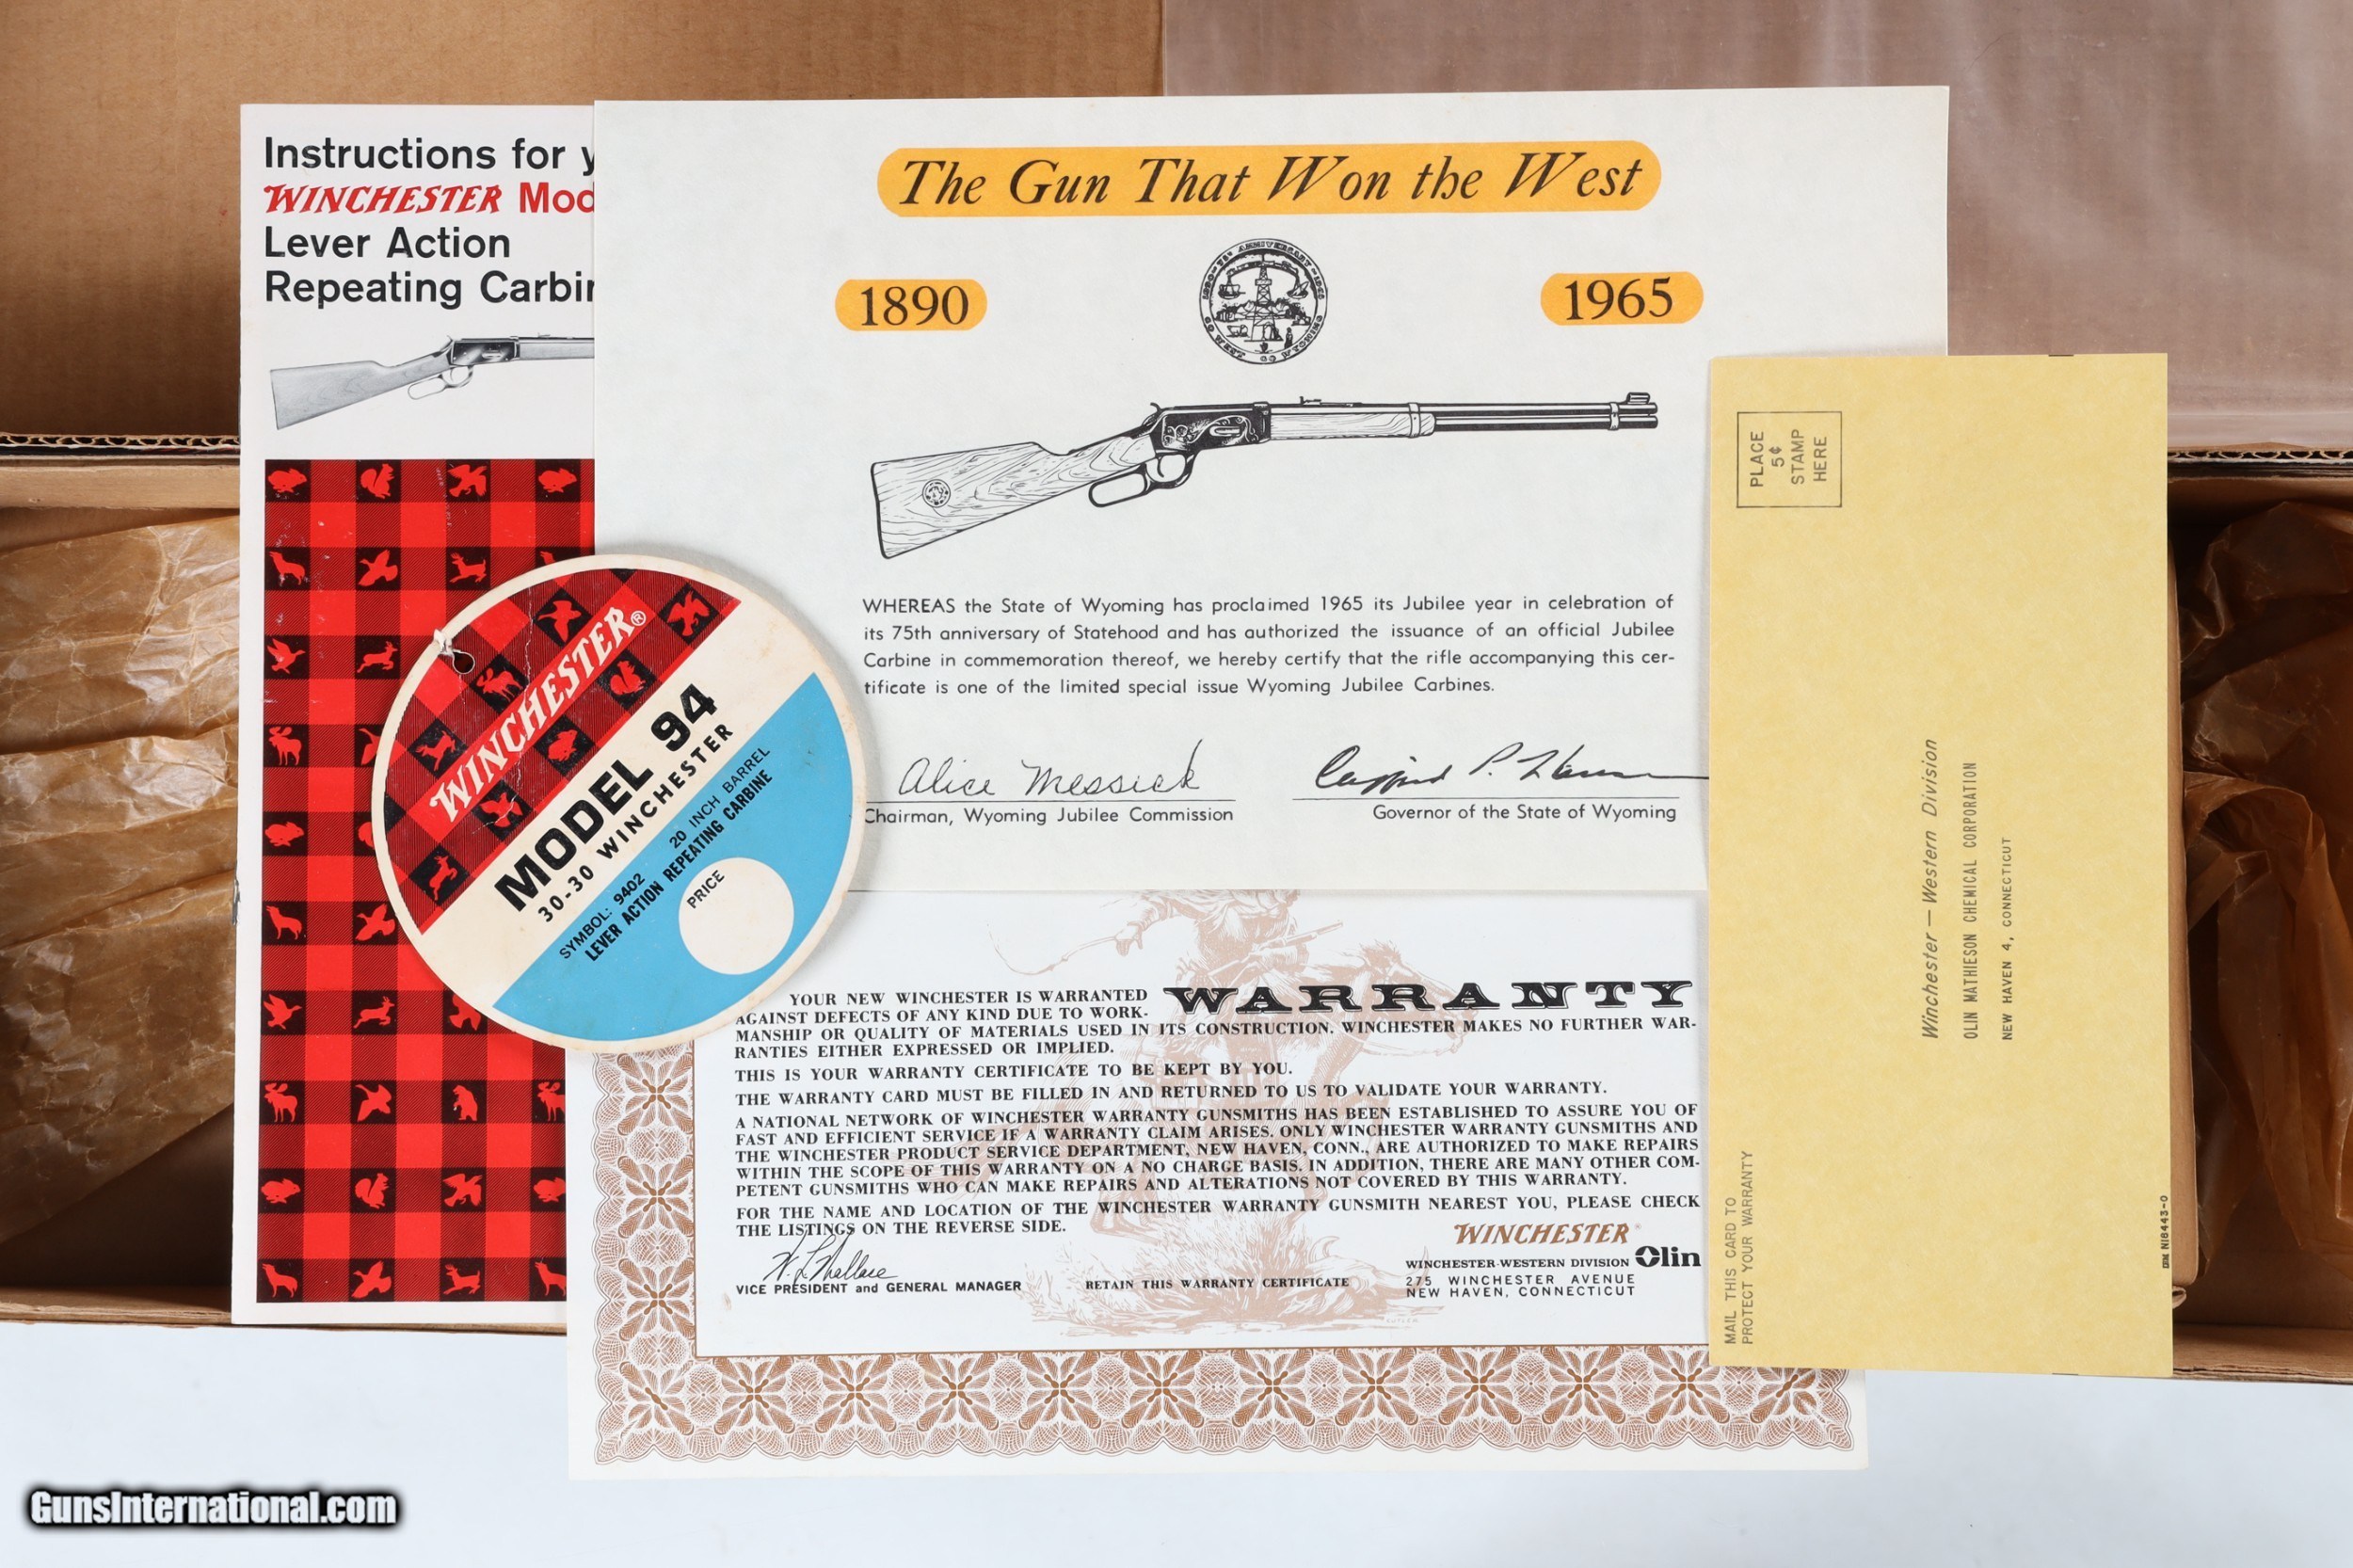 Instructions for y
WINCHESTER Mod
Lever Action
Repeating Carbin
The Gun That Won the West
1890
1965
WHEREAS the State of Wyoming has proclaimed 1965 its Jubilee year in celebration of
its 75th anniversary of Statehood and has authorized the issuance of an official Jubilee
Carbine in commemoration thereof, we hereby certify that the rifle accompanying this cer-
tificate is one of the limited special issue Wyoming Jubilee Carbines.
Alice Messick
Chairman, Wyoming Jubilee Commission
Governor of the State of Wyoming
WINCHESTER®
MODEL 94
30-30 WINCHESTER
SYMBOL: 9402 20 INCH BARREL
LEVER ACTION REPEATING CARBINE
PRICE
WARRANTY
YOUR NEW WINCHESTER IS WARRANTED
AGAINST DEFECTS OF ANY KIND DUE TO WORK-
MANSHIP OR QUALITY OF MATERIALS USED IN ITS CONSTRUCTION. WINCHESTER MAKES NO FURTHER WAR-
RANTIES EITHER EXPRESSED OR IMPLIED.
THIS IS YOUR WARRANTY CERTIFICATE TO BE KEPT BY YOU.
THE WARRANTY CARD MUST BE FILLED IN AND RETURNED TO US TO VALIDATE YOUR WARRANTY.
A NATIONAL NETWORK OF WINCHESTER WARRANTY GUNSMITHS HAS BEEN ESTABLISHED TO ASSURE YOU OF
FAST AND EFFICIENT SERVICE IF A WARRANTY CLAIM ARISES. ONLY WINCHESTER WARRANTY GUNSMITHS AND
THE WINCHESTER PRODUCT SERVICE DEPARTMENT, NEW HAVEN, CONN., ARE AUTHORIZED TO MAKE REPAIRS
WITHIN THE SCOPE OF THIS WARRANTY ON A NO CHARGE BASIS. IN ADDITION, THERE ARE MANY OTHER COM-
PETENT GUNSMITHS WHO CAN MAKE REPAIRS AND ALTERATIONS NOT COVERED BY THIS WARRANTY.
FOR THE NAME AND LOCATION OF THE WINCHESTER WARRANTY GUNSMITH NEAREST YOU, PLEASE CHECK
THE LISTINGS ON THE REVERSE SIDE.
VICE PRESIDENT and GENERAL MANAGER
RETAIN THIS WARRANTY CERTIFICATE
WINCHESTER
WINCHESTER-WESTERN DIVISION Olin
275 WINCHESTER AVENUE
NEW HAVEN, CONNECTICUT
PLACE
5¢
STAMP
HERE
Winchester — Western Division
OLIN MATHIESON CHEMICAL CORPORATION
NEW HAVEN 4, CONNECTICUT
MAIL THIS CARD TO
PROTECT YOUR WARRANTY
GunsInternational.com